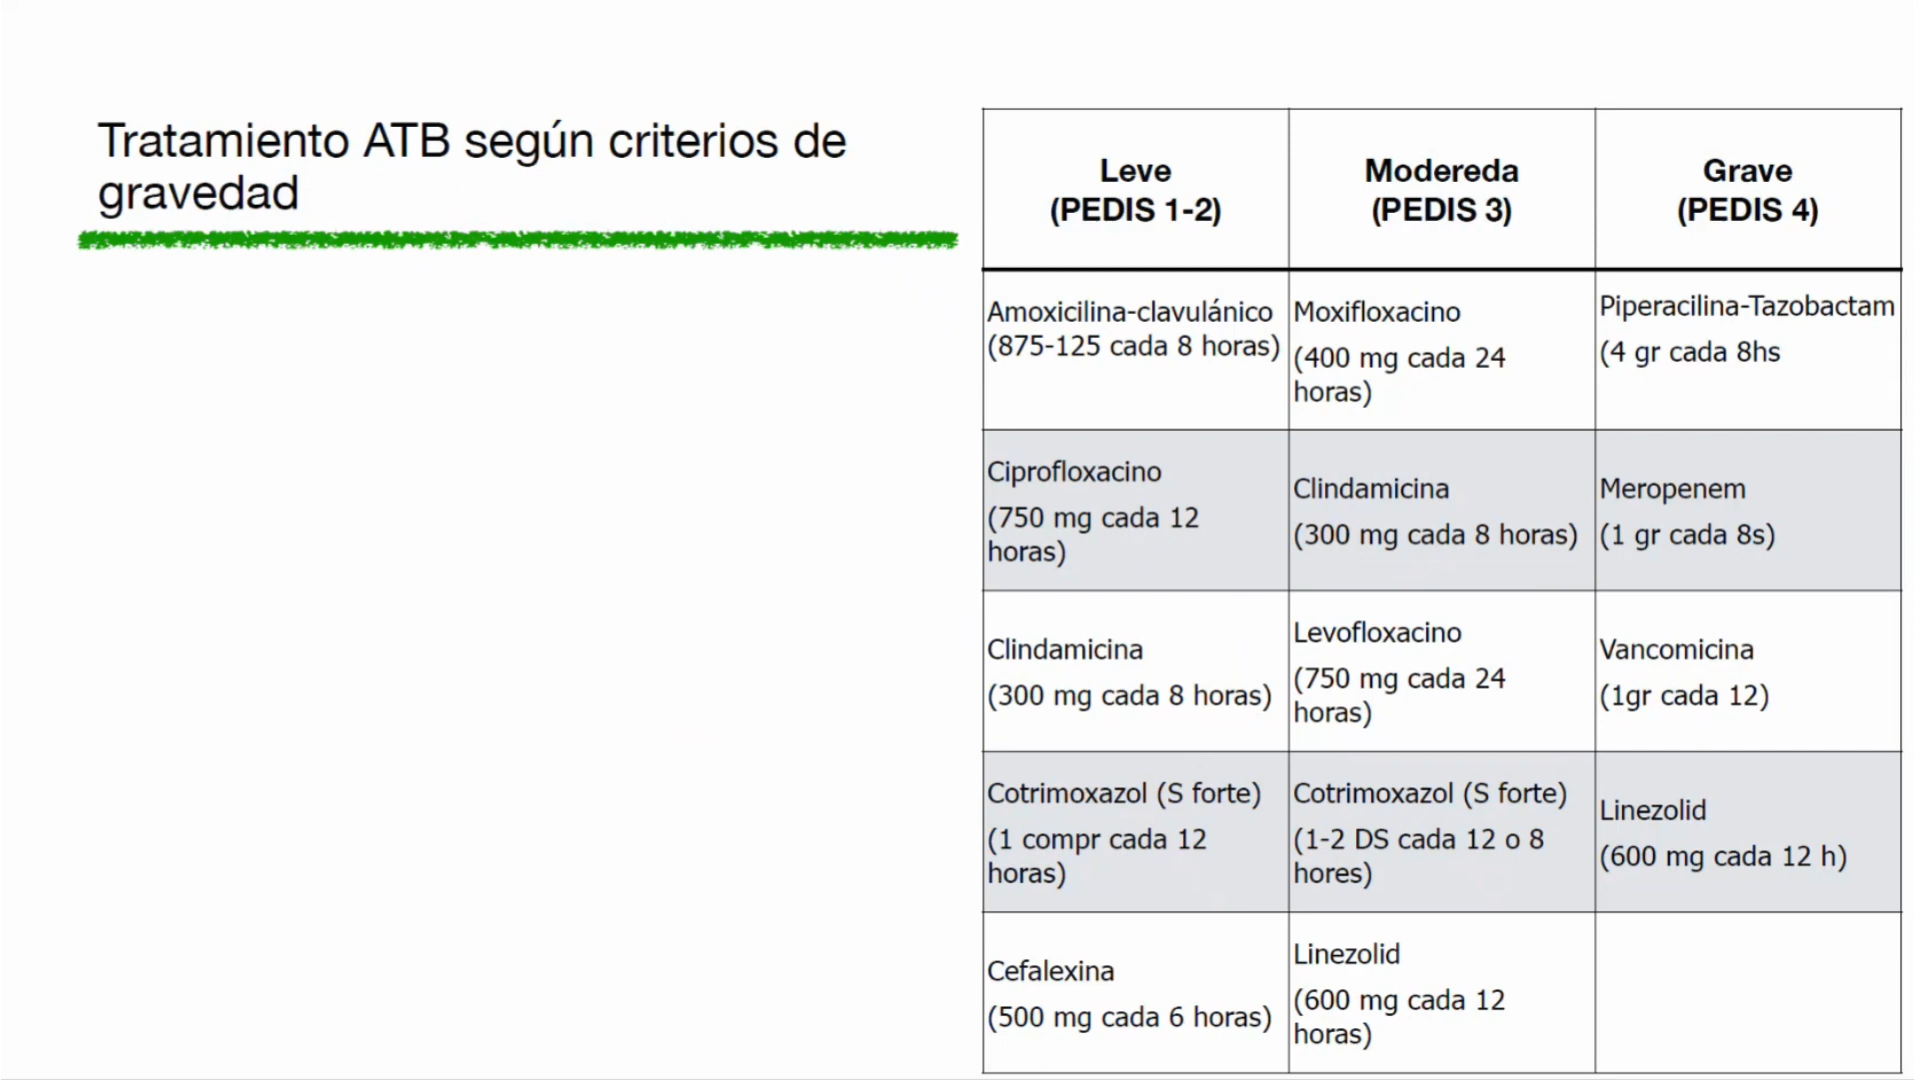 Tratamiento ATB según criterios de
gravedad
Leve
(PEDIS 1-2)
Modereda
(PEDIS 3)
Grave
(PEDIS 4)
Amoxicilina-clavulánico
(875-125 cada 8 horas)
Moxifloxacino
(400 mg cada 24
horas)
Piperacilina-Tazobactam
(4 gr cada 8hs
Ciprofloxacino
(750 mg cada 12
horas)
Clindamicina
(300 mg cada 8 horas)
Meropenem
(1 gr cada 8s)
Clindamicina
(300 mg cada 8 horas)
Levofloxacino
(750 mg cada 24
horas)
Vancomicina
(1gr cada 12)
Cotrimoxazol (S forte)
(1 compr cada 12
horas)
Cotrimoxazol (S forte)
(1-2 DS cada 12 o 8
hores)
Linezolid
(600 mg cada 12 h)
Cefalexina
(500 mg cada 6 horas)
Linezolid
(600 mg cada 12
horas)